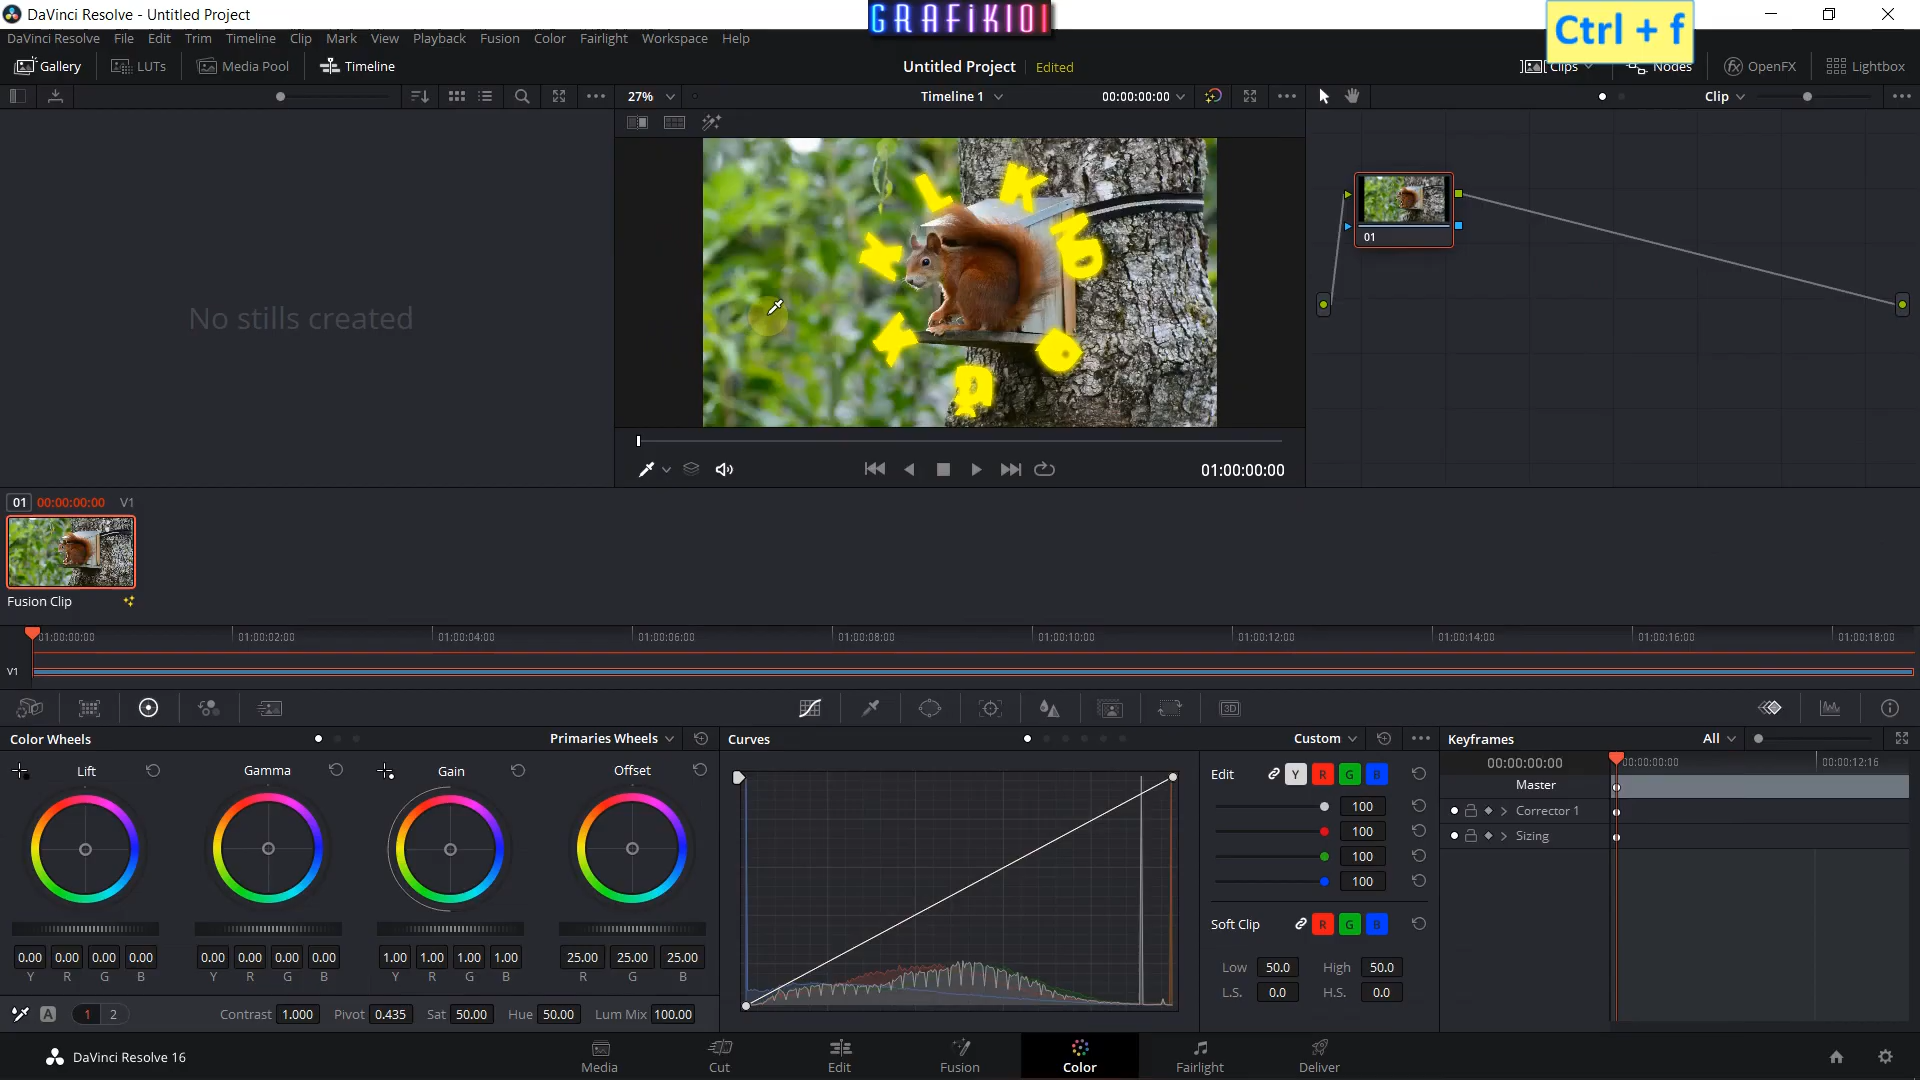 DaVinci Resolve - Untitled Project
GRAFiK101
Ctrl + f
DaVinci Resolve File Edit Trim Timeline Clip Mark View Playback Fusion Color Fairlight Workspace Help
Gallery LUTs Media Pool Timeline Untitled Project Edited Clips Nodes fx OpenFX Lightbox
27% Timeline 1 00:00:00:00 Clip
L K
01
No stills created
01:00:00:00
01 00:00:00:00 V1
Fusion Clip
01:00:00:00 01:00:02:00 01:00:04:00 01:00:06:00 01:00:08:00 01:00:10:00 01:00:12:00 01:00:14:00 01:00:16:00 01:00:18:00
V1
3D
Color Wheels Primaries Wheels Curves Custom Keyframes All
Lift Gamma Gain Offset
Edit Y R G B
00:00:00:00 00:00:00:00 00:00:12:16
Master
100 Corrector 1
100 Sizing
100
100
Soft Clip R G B
0.00 0.00 0.00 0.00 0.00 0.00 0.00 0.00 1.00 1.00 1.00 1.00 25.00 25.00 25.00
Y R G B Y R G B Y R G B R G B
Low 50.0 High 50.0
L.S. 0.0 H.S. 0.0
A 1 2 Contrast 1.000 Pivot 0.435 Sat 50.00 Hue 50.00 Lum Mix 100.00
DaVinci Resolve 16 Media Cut Edit Fusion Color Fairlight Deliver